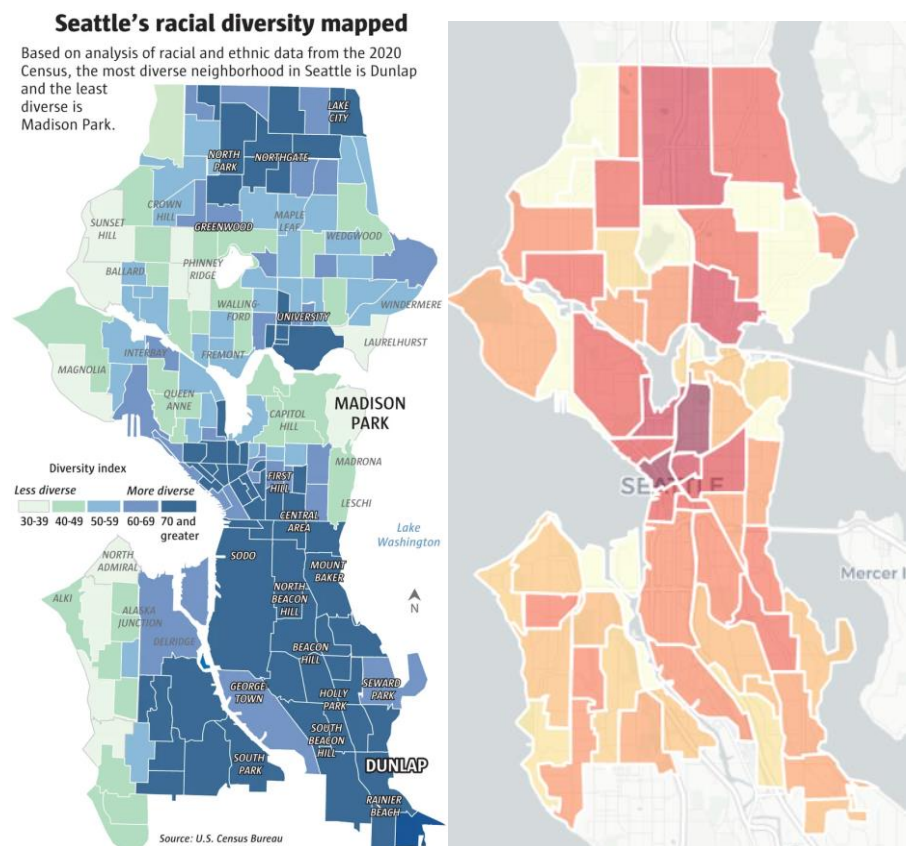 Seattle's racial diversity mapped
Based on analysis of racial and ethnic data from the 2020
Census, the most diverse neighborhood in Seattle is Dunlap
and the least
diverse is
Madison Park.
LAKE
CITY
NORTH
PARK
NORTHGATE
CROWN
HILL
MAPLE
LEAF
SUNSET
HILL
GREENWOOD
WEDGWOOD
BALLARD
PHINNEY
RIDGE
WALLING-
FORD
UNIVERSITY
WINDERMERE
LAURELHURST
INTERBAY
FREMONT
MAGNOLIA
QUEEN
ANNE
CAPITOL
HILL
MADISON
PARK
MADRONA
LESCHI
Diversity index
Less diverse More diverse
30-39 40-49 50-59 60-69 70 and
greater
FIRST
HILL
CENTRAL
AREA
Lake
Washington
SODO
NORTH
ADMIRAL
MOUNT
BAKER
ALKI
ALASKA
JUNCTION
NORTH
BEACON
HILL
N
DELRIDGE
BEACON
HILL
GEORGE
TOWN
HOLLY
PARK
SEWARD
PARK
SOUTH
BEACON
HILL
SOUTH
PARK
DUNLAP
RAINIER
BEACH
Source: U.S. Census Bureau
SEATTLE
Mercer I